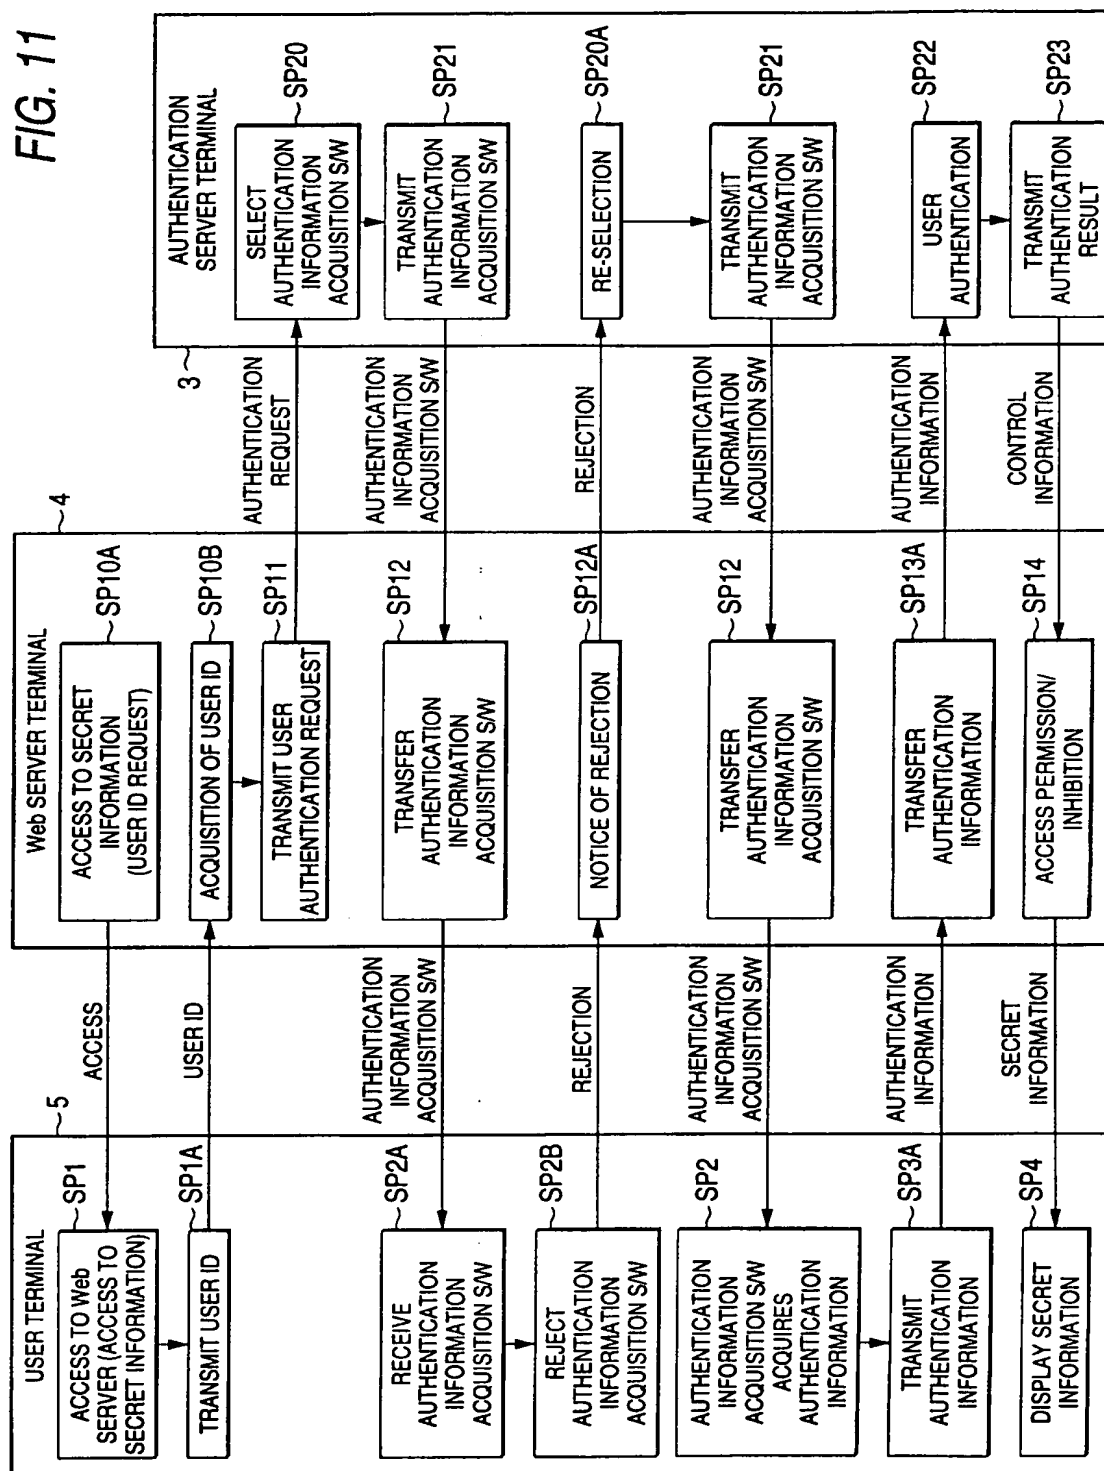 FIG. 11
USER TERMINAL
5
ACCESS TO Web
SERVER (ACCESS TO
SECRET INFORMATION)
SP1
TRANSMIT USER ID
SP1A
RECEIVE
AUTHENTICATION
INFORMATION
ACQUISITION S/W
SP2A
REJECT
AUTHENTICATION
INFORMATION
ACQUISITION S/W
SP2B
AUTHENTICATION
INFORMATION
ACQUISITION S/W
ACQUIRES
AUTHENTICATION
INFORMATION
SP2
TRANSMIT
AUTHENTICATION
INFORMATION
SP3A
DISPLAY SECRET
INFORMATION
SP4
ACCESS
USER ID
AUTHENTICATION
INFORMATION
ACQUISITION S/W
REJECTION
AUTHENTICATION
INFORMATION
ACQUISITION S/W
AUTHENTICATION
INFORMATION
SECRET
INFORMATION
Web SERVER TERMINAL
4
ACCESS TO SECRET
INFORMATION
(USER ID REQUEST)
SP10A
ACQUISITION OF USER ID
SP10B
TRANSMIT USER
AUTHENTICATION REQUEST
SP11
TRANSFER
AUTHENTICATION
INFORMATION
ACQUISITION S/W
SP12
NOTICE OF REJECTION
SP12A
TRANSFER
AUTHENTICATION
INFORMATION
ACQUISITION S/W
SP12
TRANSFER
AUTHENTICATION
INFORMATION
SP13A
ACCESS PERMISSION/
INHIBITION
SP14
AUTHENTICATION
REQUEST
AUTHENTICATION
INFORMATION
ACQUISITION S/W
REJECTION
AUTHENTICATION
INFORMATION
ACQUISITION S/W
AUTHENTICATION
INFORMATION
CONTROL
INFORMATION
AUTHENTICATION
SERVER TERMINAL
3
SELECT
AUTHENTICATION
INFORMATION
ACQUISITION S/W
SP20
TRANSMIT
AUTHENTICATION
INFORMATION
ACQUISITION S/W
SP21
RE-SELECTION
SP20A
TRANSMIT
AUTHENTICATION
INFORMATION
ACQUISITION S/W
SP21
USER
AUTHENTICATION
SP22
TRANSMIT
AUTHENTICATION
RESULT
SP23